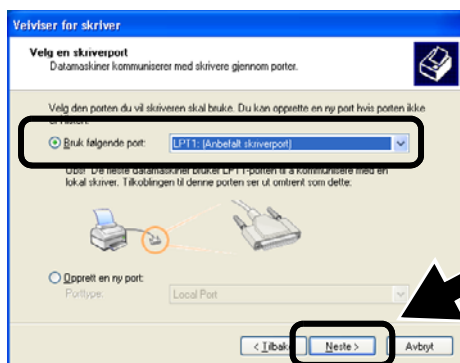 Veiviser for skriver
Velg en skriverport
Datamaskiner kommuniserer med skrivere gjennom porter.
Velg den porten du vil skriveren skal bruke. Du kan opprette en ny port hvis porten ikke
Bruk følgende port: LPT1: (Anbefalt skriverport)
Obs! De fleste datamaskiner bruker LPT1-porten til å kommunisere med en
lokal skriver. Tilkoblingen til denne porten ser ut omtrent som dette:
Opprett en ny port:
Porttype: Local Port
< Tilbake Neste > Avbryt